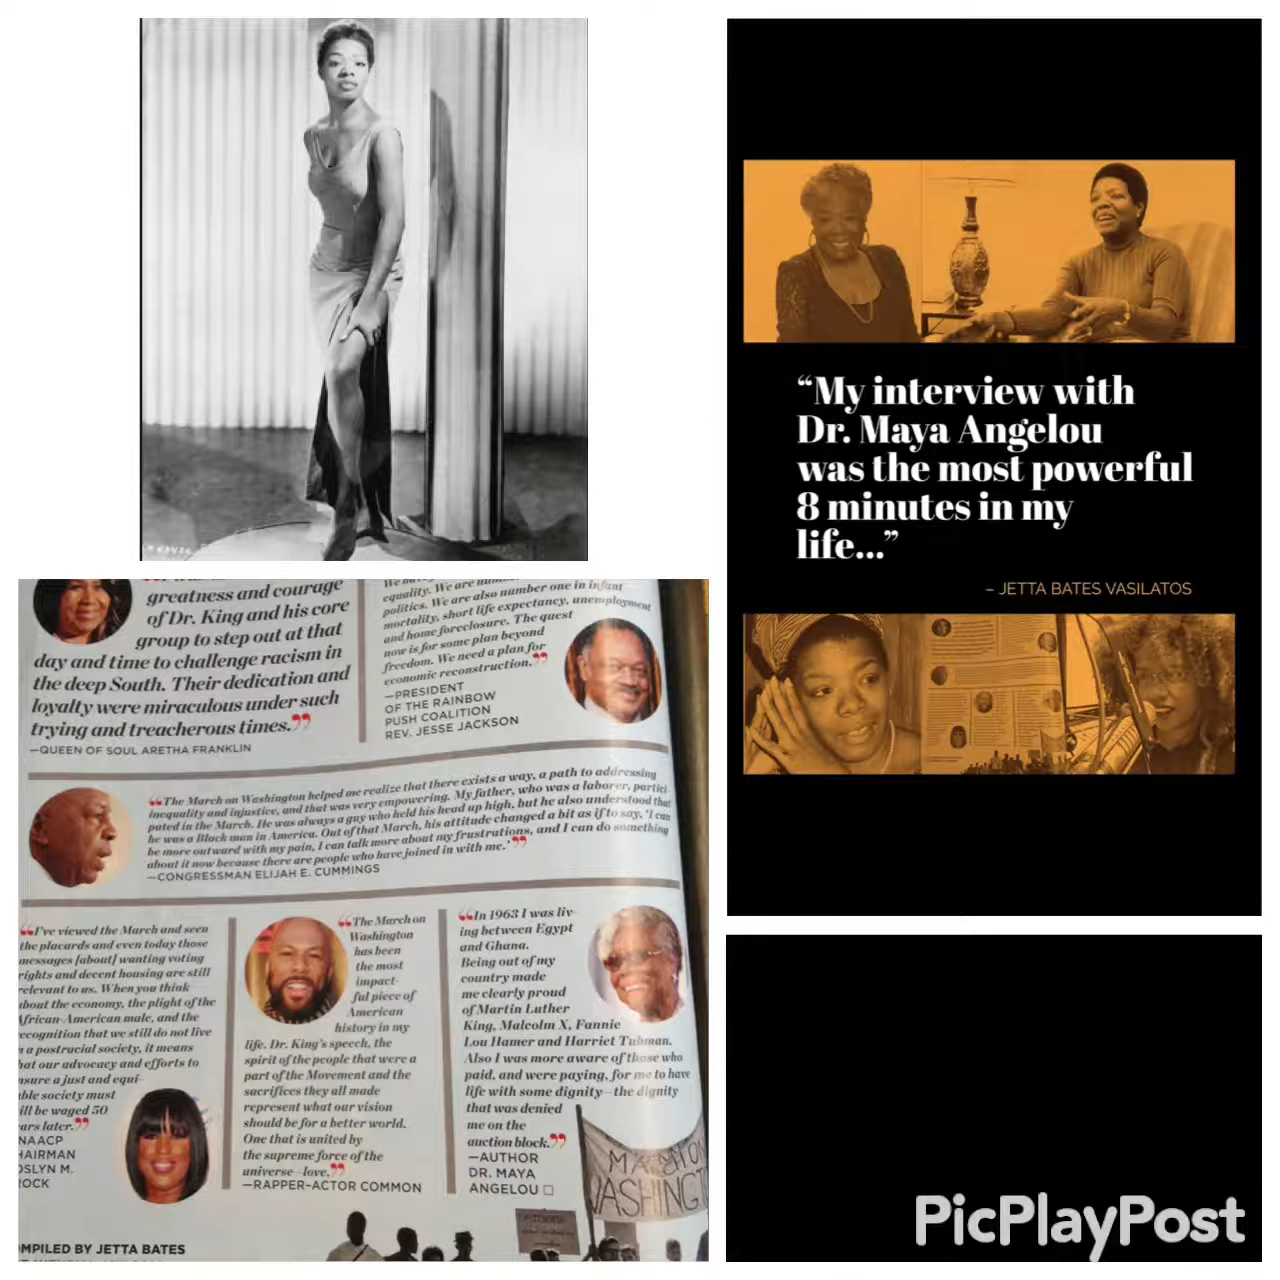 “My interview with
Dr. Maya Angelou
was the most powerful
8 minutes in my
life...”
– JETTA BATES VASILATOS
greatness and courage
of Dr. King and his core
group to step out at that
day and time to challenge racism in
the deep South. Their dedication and
loyalty were miraculous under such
trying and treacherous times.”
—QUEEN OF SOUL ARETHA FRANKLIN
equality. We are
politics. We are also number one in infant
mortality, short life expectancy, unemployment
and home foreclosure. The quest
now is for some plan beyond
freedom. We need a plan for
economic reconstruction.”
—PRESIDENT
OF THE RAINBOW
PUSH COALITION
REV. JESSE JACKSON
“The March on Washington helped me realize that there exists a way, a path to addressing
inequality and injustice, and that was very empowering. My father, who was a laborer, partici-
pated in the March. He was always a guy who held his head up high, but he also understood that
he was a Black man in America. Out of that March, his attitude changed a bit as if to say, ‘I can
be more outward with my pain, I can talk more about my frustrations, and I can do something
about it now because there are people who have joined in with me.’”
—CONGRESSMAN ELIJAH E. CUMMINGS
“I’ve viewed the March and seen
the placards and even today those
messages [about] wanting voting
rights and decent housing are still
relevant to us. When you think
about the economy, the plight of the
African-American male, and the
recognition that we still do not live
n a postracial society, it means
hat our advocacy and efforts to
nsure a just and equi-
ble society must
ill be waged 50
ars later.”
NAACP
HAIRMAN
OSLYN M.
ROCK
“The March on
Washington
has been
the most
impact-
ful piece of
American
history in my
life. Dr. King’s speech, the
spirit of the people that were a
part of the Movement and the
sacrifices they all made
represent what our vision
should be for a better world.
One that is united by
the supreme force of the
universe—love.”
—RAPPER-ACTOR COMMON
“In 1963 I was liv-
ing between Egypt
and Ghana.
Being out of my
country made
me clearly proud
of Martin Luther
King, Malcolm X, Fannie
Lou Hamer and Harriet Tubman.
Also I was more aware of those who
paid, and were paying, for me to have
life with some dignity—the dignity
that was denied
me on the
auction block.”
—AUTHOR
DR. MAYA
ANGELOU
MARCH ON
WASHINGT
MPILED BY JETTA BATES
PicPlayPost